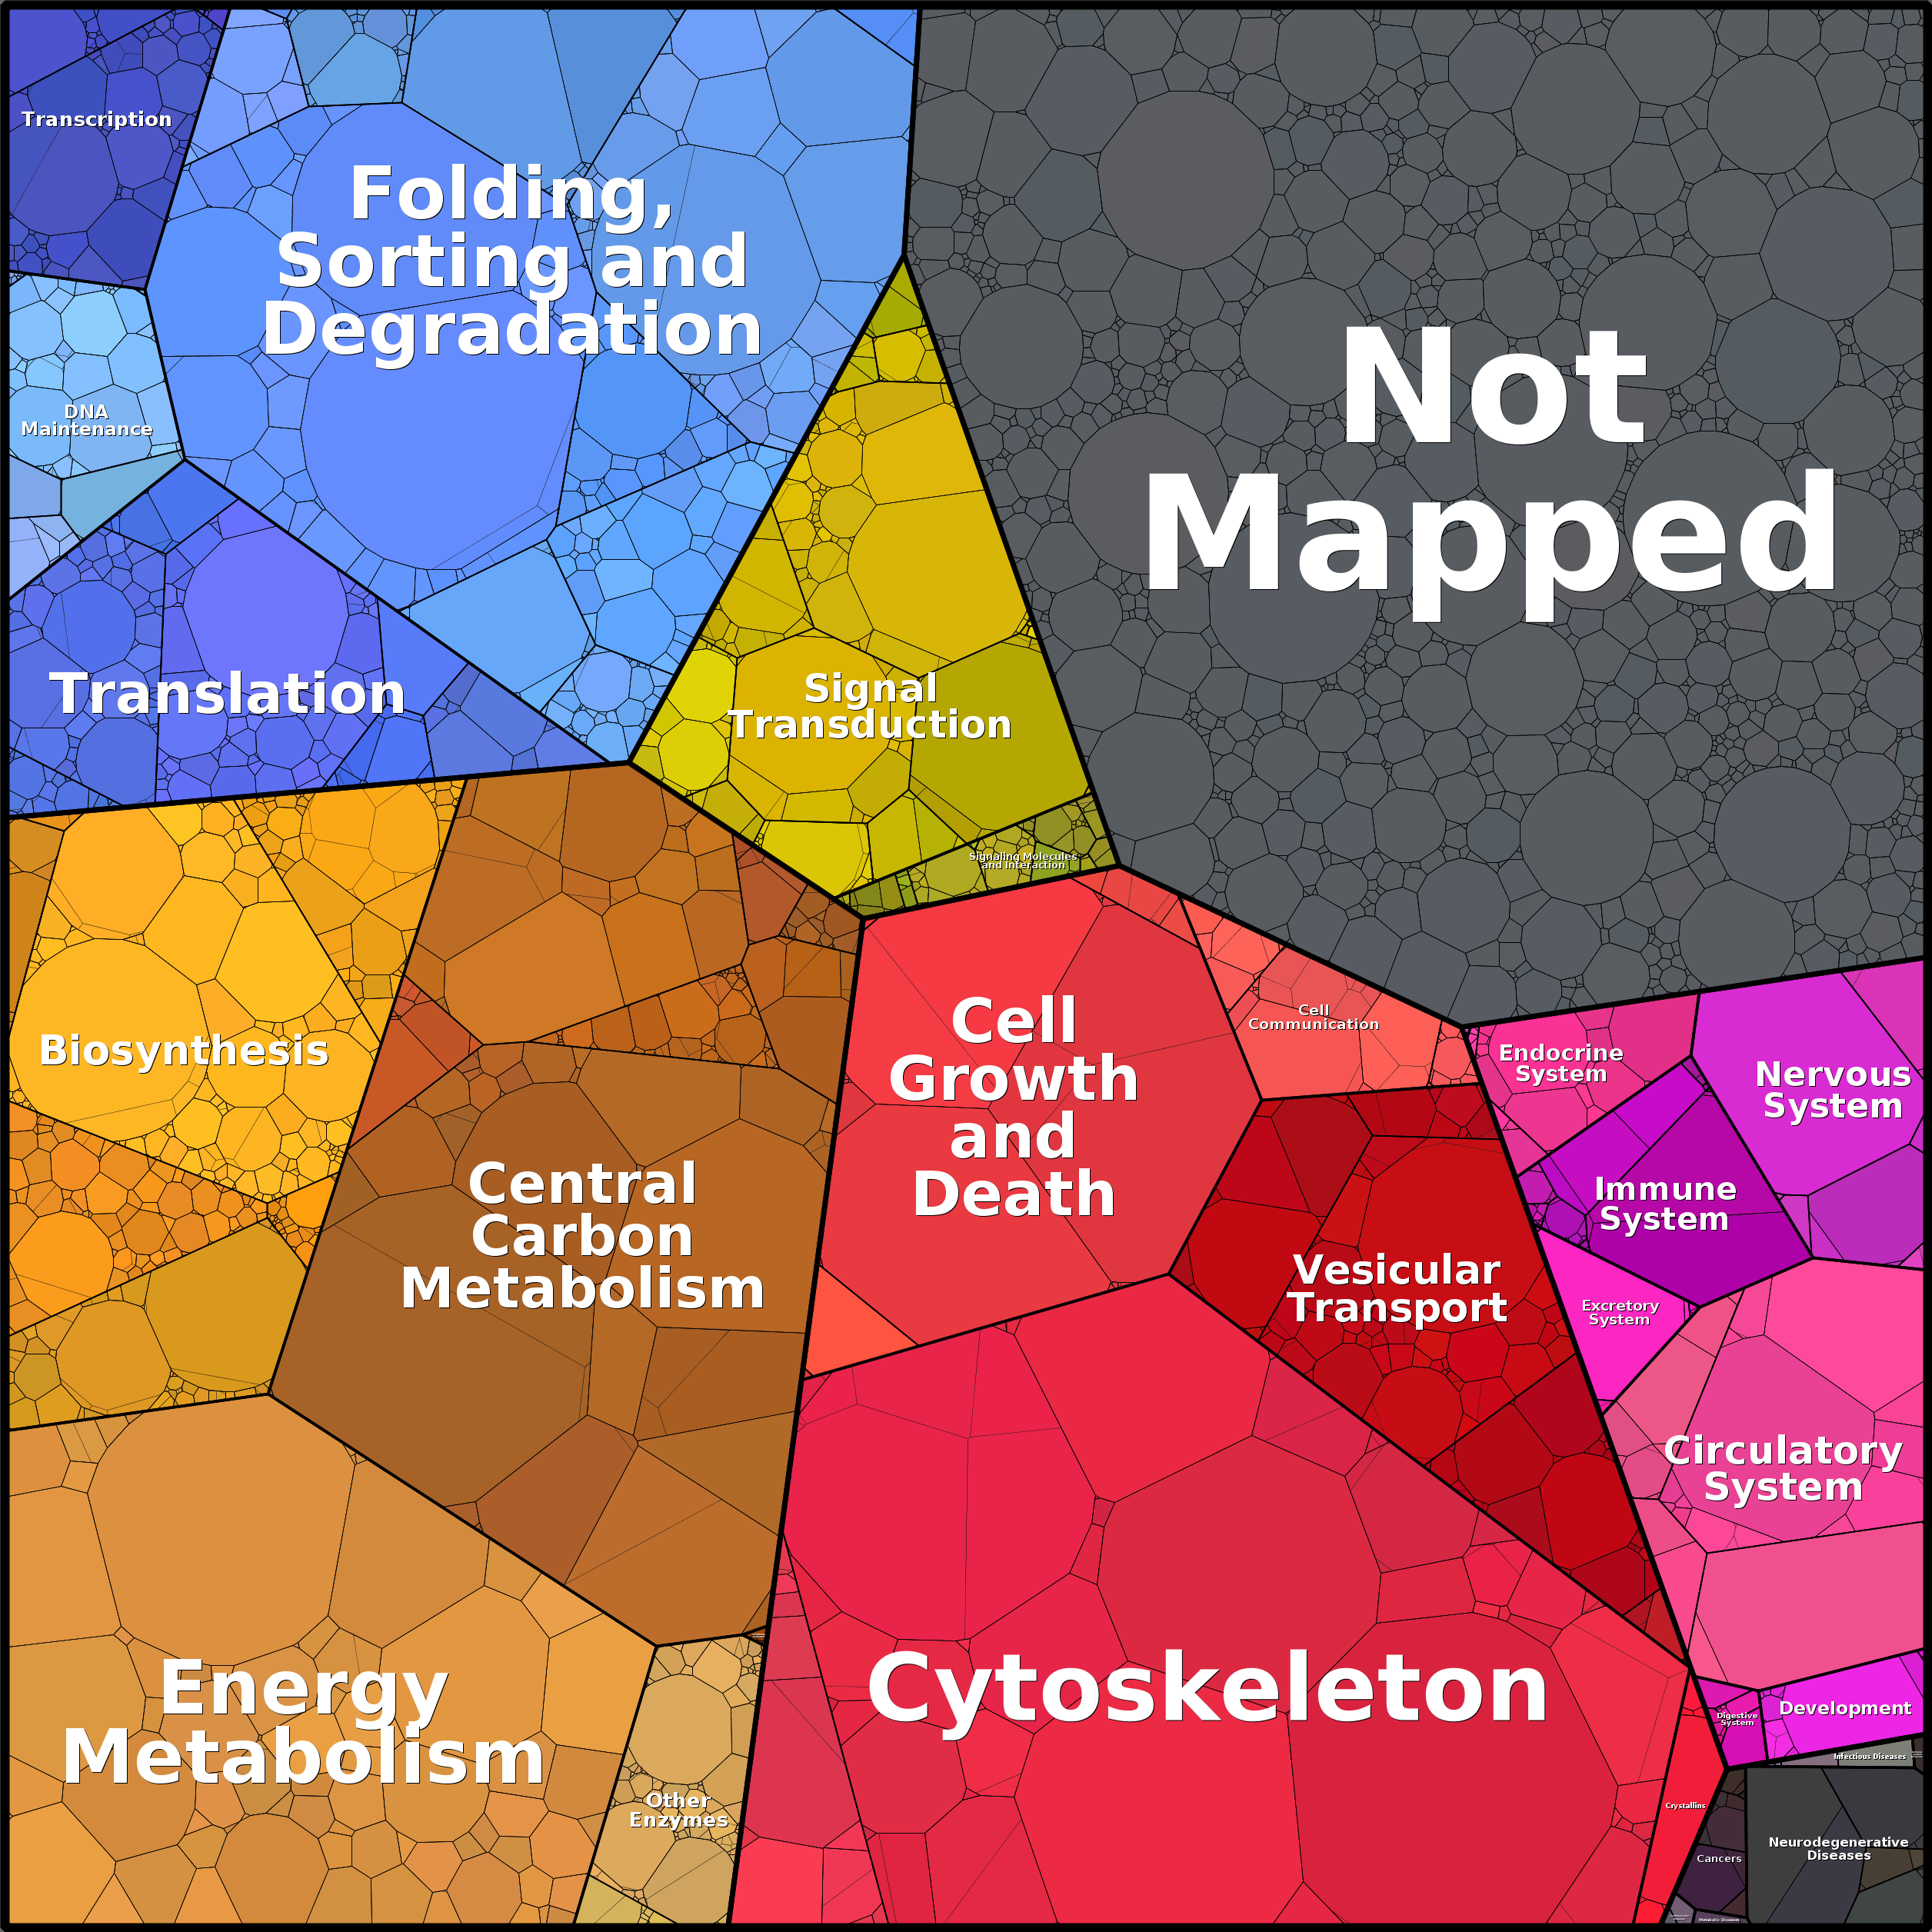 Transcription
Folding,
Sorting and
Degradation
Not
Mapped
DNA
Maintenance
Translation
Signal
Transduction
Signaling Molecules
and Interaction
Biosynthesis
Cell
Growth
and
Death
Cell
Communication
Endocrine
System
Nervous
System
Central
Carbon
Metabolism
Immune
System
Vesicular
Transport
Excretory
System
Circulatory
System
Energy
Metabolism
Cytoskeleton
Development
Digestive
System
Infectious Diseases
Other
Enzymes
Crystallins
Neurodegenerative
Diseases
Cancers
Metabolic Diseases